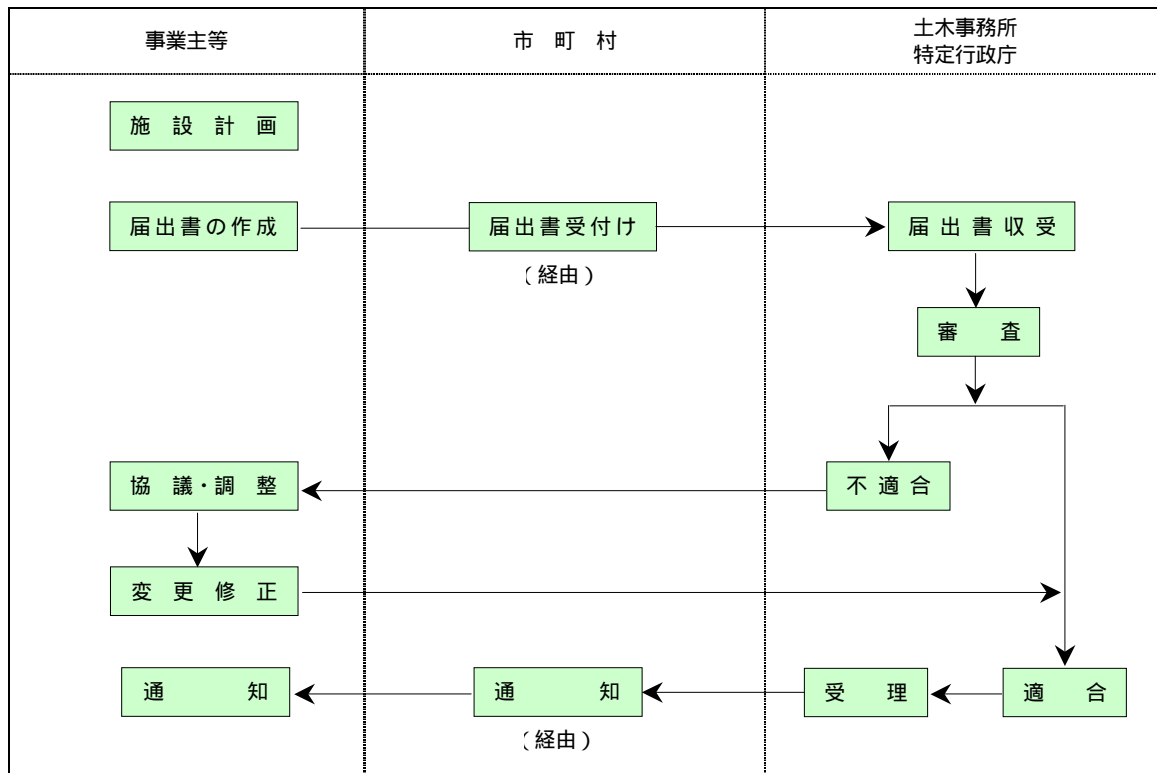 事業主等
市 町 村
土木事務所
特定行政庁
施 設 計 画
届出書の作成
届出書受付け
届 出 書 収 受
（経由）
審 査
協 議・調 整
不 適 合
変 更 修 正
通 知
通 知
受 理
適 合
（経由）